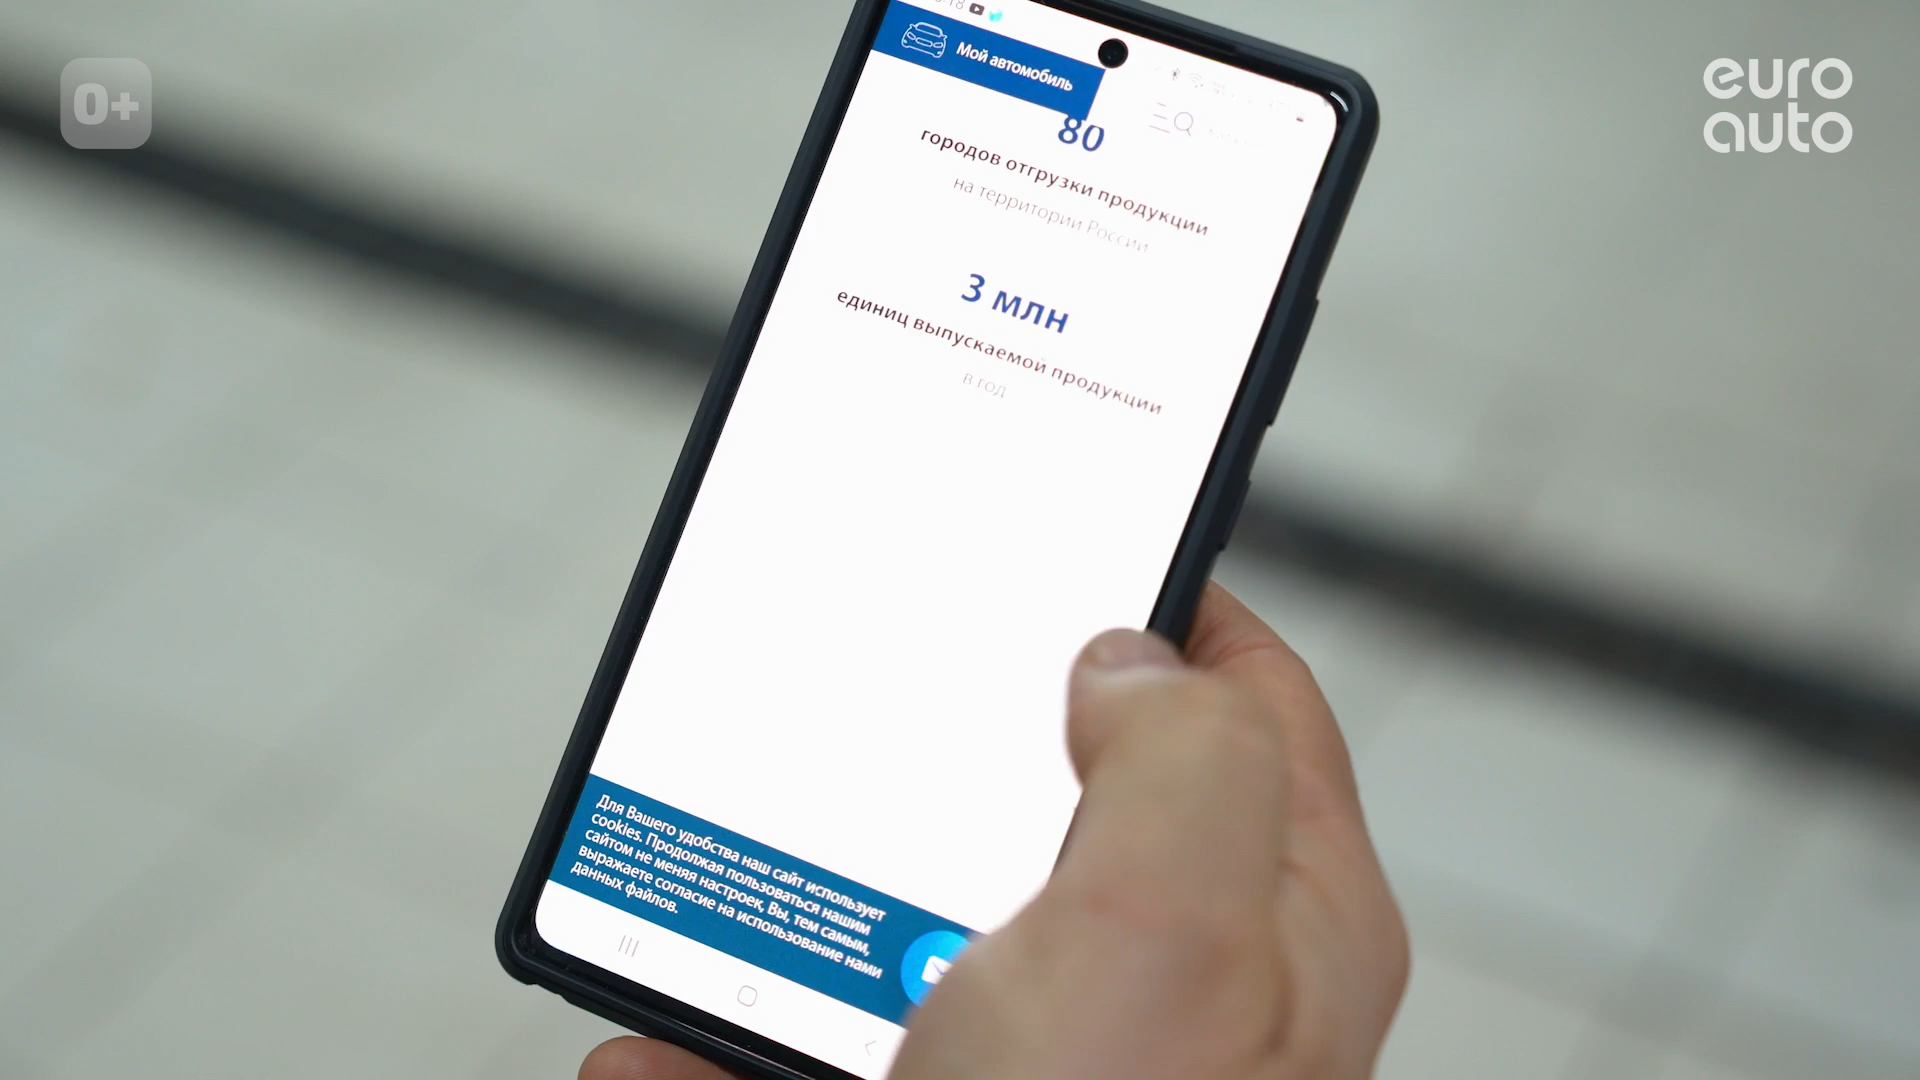 0+
euro
auto
Мой автомобиль
80
городов отгрузки продукции
на территории России
3 млн
единиц выпускаемой продукции
в год
Для Вашего удобства наш сайт использует
cookies. Продолжая пользоваться нашим
сайтом не меняя настроек, Вы, тем самым,
выражаете согласие на использование нами
данных файлов.